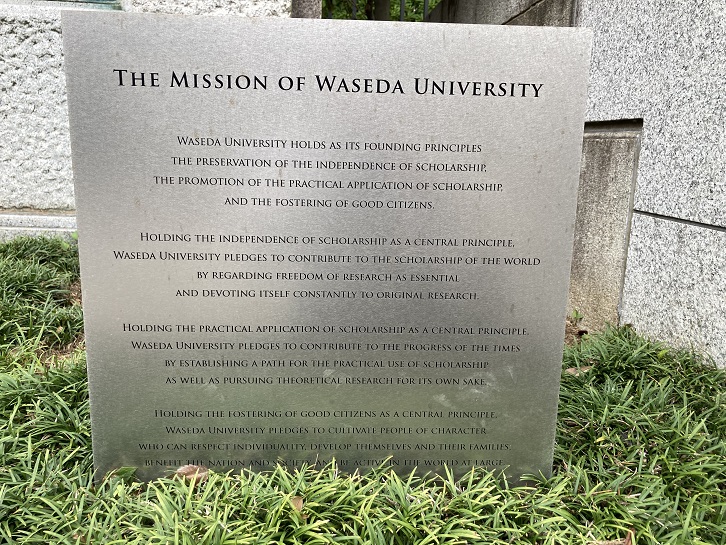 The Mission of Waseda University
Waseda University holds as its founding principles
the preservation of the independence of scholarship,
the promotion of the practical application of scholarship,
and the fostering of good citizens.
Holding the independence of scholarship as a central principle,
Waseda University pledges to contribute to the scholarship of the world
by regarding freedom of research as essential
and devoting itself constantly to original research.
Holding the practical application of scholarship as a central principle,
Waseda University pledges to contribute to the progress of the times
by establishing a path for the practical use of scholarship
as well as pursuing theoretical research for its own sake.
Holding the fostering of good citizens as a central principle,
Waseda University pledges to cultivate people of character
who can respect individuality, develop themselves and their families,
benefit the nation and society, and be active in the world at large.